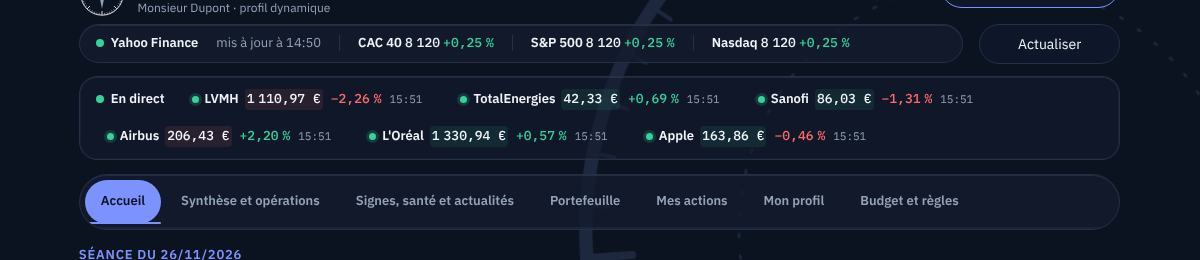 Monsieur Dupont · profil dynamique
Yahoo Finance mis à jour à 14:50 CAC 40 8 120 +0,25 % S&P 500 8 120 +0,25 % Nasdaq 8 120 +0,25 % Actualiser
En direct LVMH 1 110,97 € −2,26 % 15:51 TotalEnergies 42,33 € +0,69 % 15:51 Sanofi 86,03 € −1,31 % 15:51
Airbus 206,43 € +2,20 % 15:51 L'Oréal 1 330,94 € +0,57 % 15:51 Apple 163,86 € −0,46 % 15:51
Accueil Synthèse et opérations Signes, santé et actualités Portefeuille Mes actions Mon profil Budget et règles
SÉANCE DU 26/11/2026